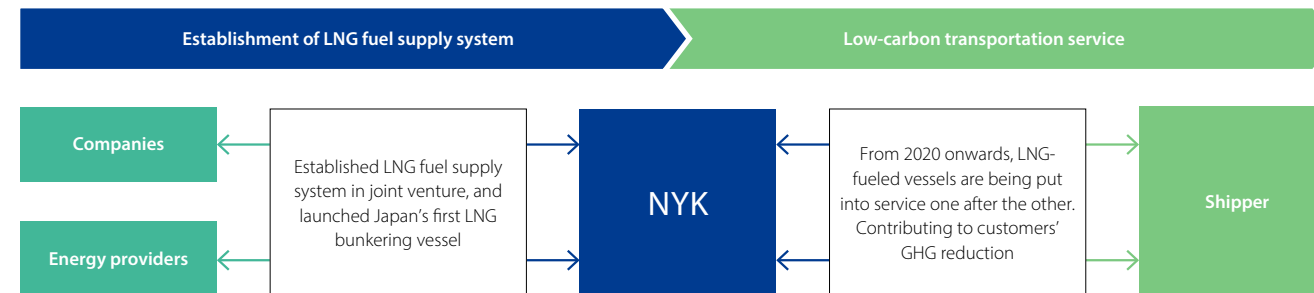 Establishment of LNG fuel supply system
Low-carbon transportation service
Companies
Energy providers
Established LNG fuel supply
system in joint venture, and
launched Japan’s first LNG
bunkering vessel
NYK
From 2020 onwards, LNG-
fueled vessels are being put
into service one after the other.
Contributing to customers’
GHG reduction
Shipper